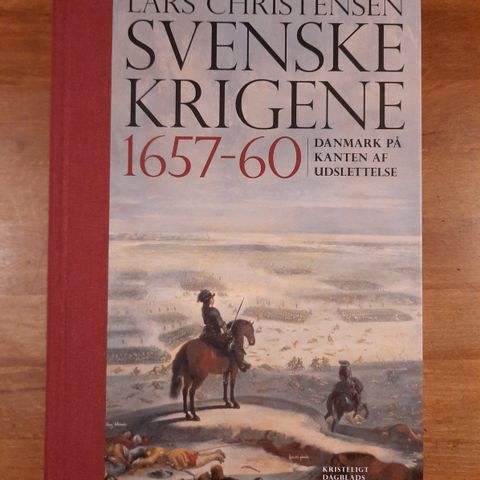 LARS CHRISTENSEN
SVENSKE
KRIGENE
1657-60
DANMARK PÅ
KANTEN AF
UDSLETTELSE
KRISTELIGT
DAGBLADS